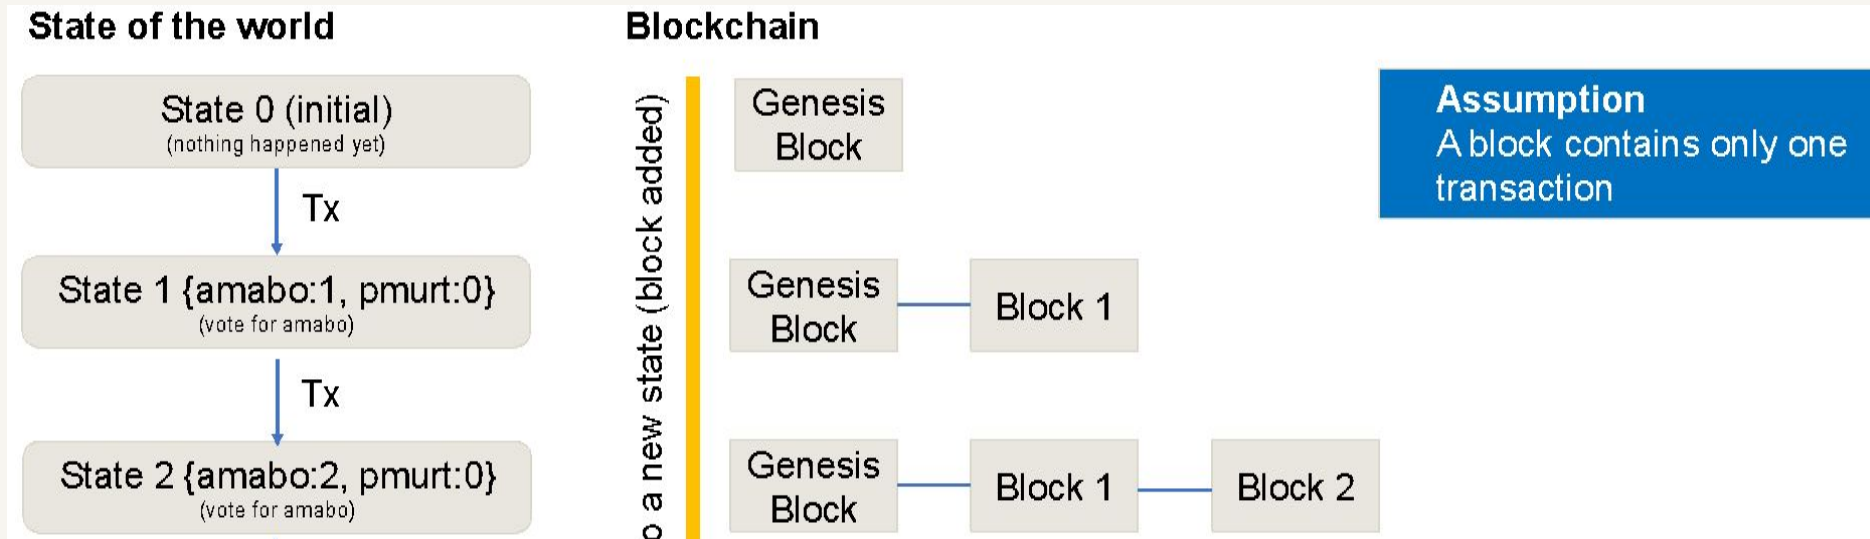 State of the world
State 0 (initial)
(nothing happened yet)
Tx
State 1 {amabo:1, pmurt:0}
(vote for amabo)
Tx
State 2 {amabo:2, pmurt:0}
(vote for amabo)
Blockchain
o a new state (block added)
Genesis
Block
Genesis
Block
Block 1
Genesis
Block
Block 1
Block 2
Assumption
A block contains only one
transaction